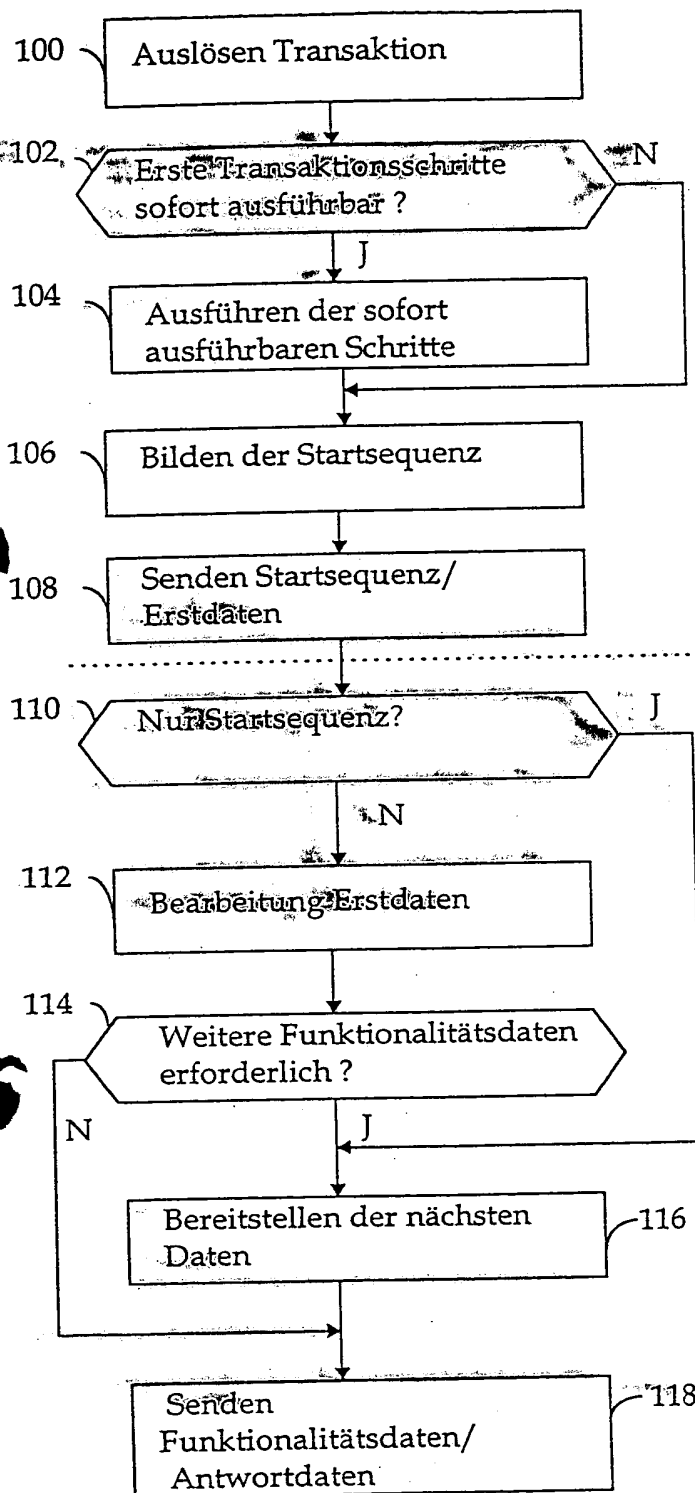 100
Auslösen Transaktion
102
Erste Transaktionsschritte
sofort ausführbar ?
N
J
104
Ausführen der sofort
ausführbaren Schritte
106
Bilden der Startsequenz
108
Senden Startsequenz/
Erstdaten
110
Nur Startsequenz?
J
N
112
Bearbeitung Erstdaten
114
Weitere Funktionalitätsdaten
erforderlich ?
N
J
Bereitstellen der nächsten
Daten
116
Senden
Funktionalitätsdaten/
Antwortdaten
118